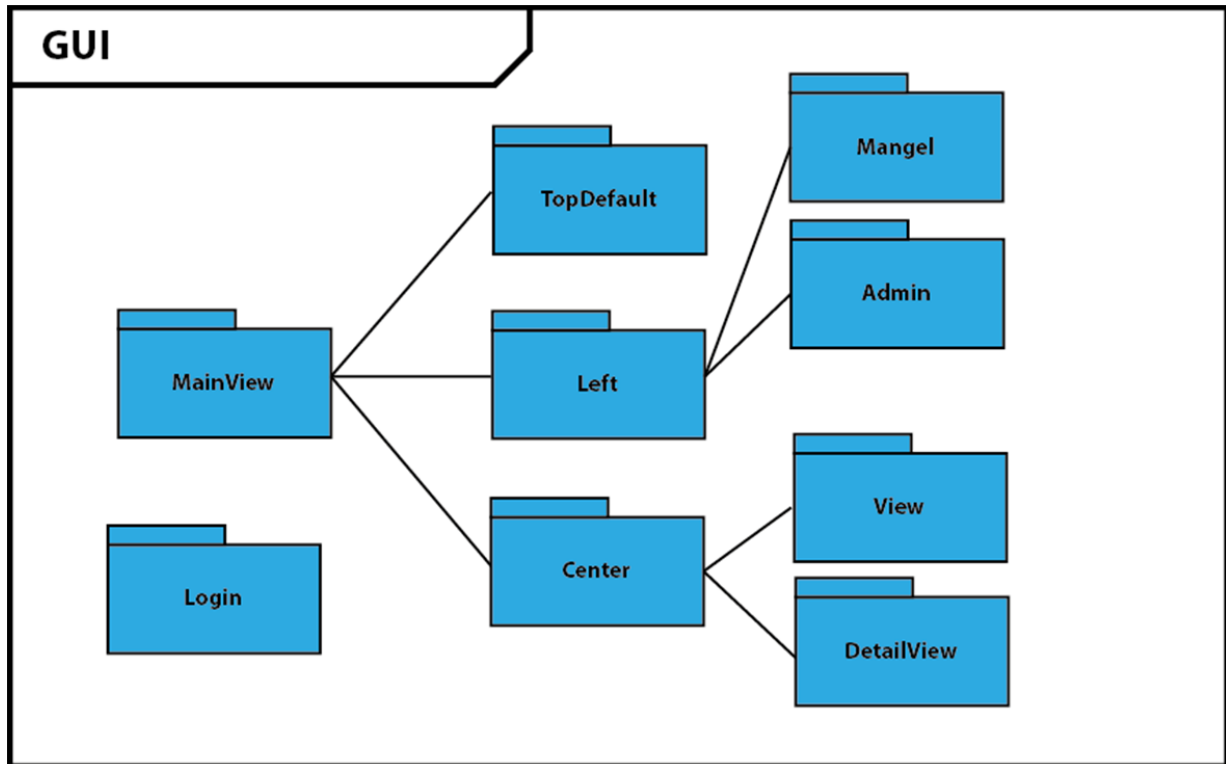 GUI
Mangel
TopDefault
Admin
MainView
Left
View
Center
Login
DetailView